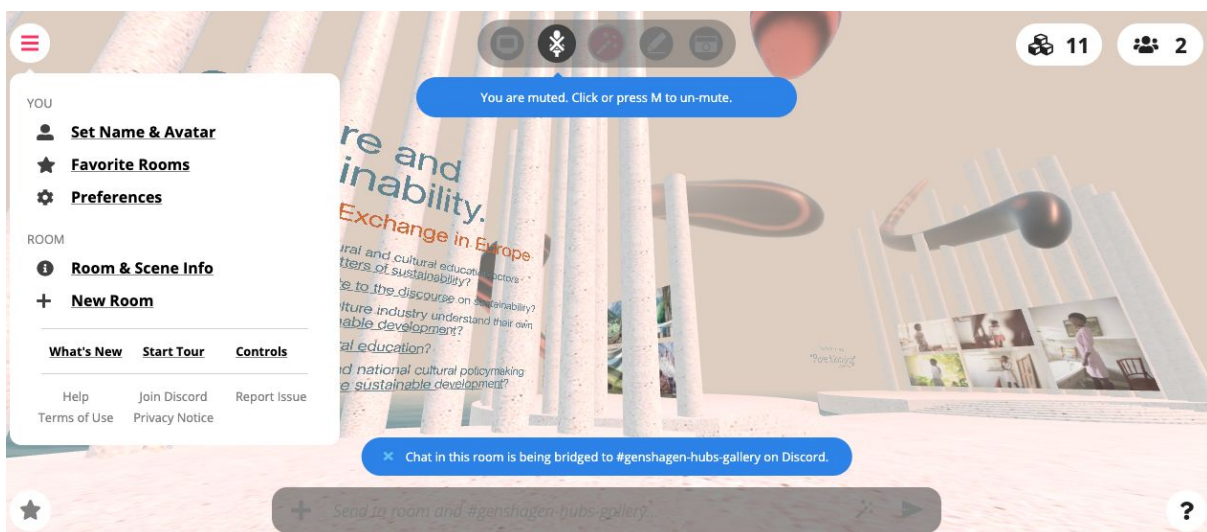 11
2
You are muted. Click or press M to un-mute.
YOU
Set Name & Avatar
Favorite Rooms
Preferences
ROOM
Room & Scene Info
New Room
What's New Start Tour Controls
Help Join Discord Report Issue
Terms of Use Privacy Notice
re and
inability.
Exchange in Europe
ural and cultural education actors
tters of sustainability?
te to the discourse on sustainability?
lture industry understand their own
nable development?
al education?
d national cultural policymaking
e sustainable development?
Chat in this room is being bridged to #genshagen-hubs-gallery on Discord.
Send to room and #genshagen-hubs-gallery...
?